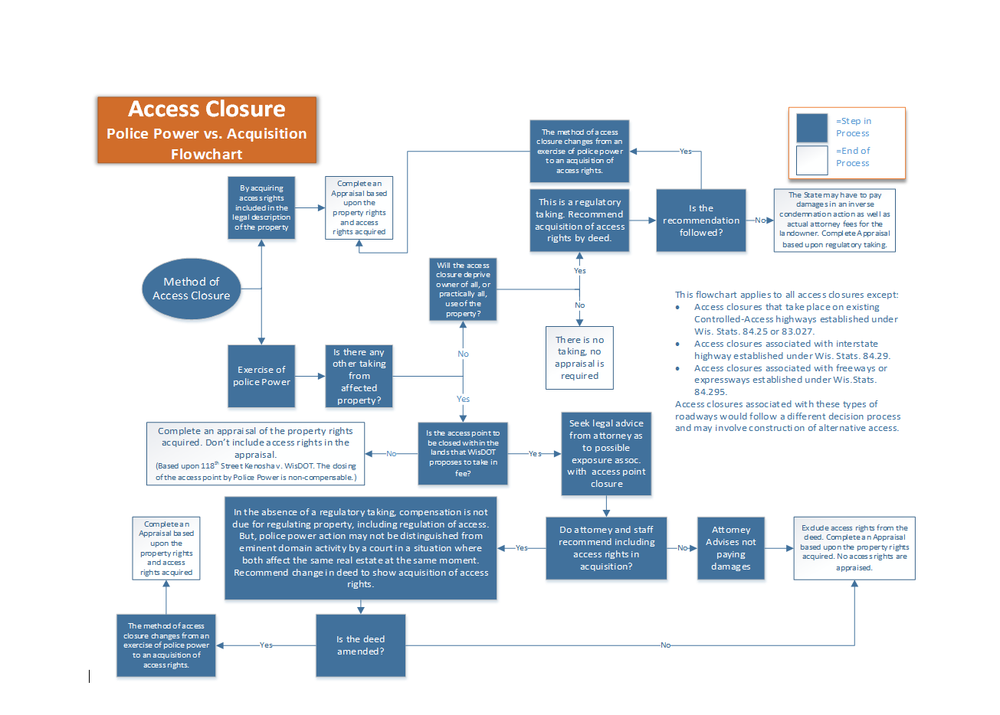 Access Closure
Police Power vs. Acquisition
Flowchart
=Step in
Process
=End of
Process
The method of access
closure changes from an
exercise of police power
to an acquisition of
access rights.
Yes
By acquiring
access rights
included in the
legal description
of the property
Complete an
Appraisal based
upon the
property rights
and access
rights acquired
This is a regulatory
taking. Recommend
acquisition of access
rights by deed.
Is the
recommendation
followed?
No
The State may have to pay
damages in an inverse
condemnation action as well as
actual attorney fees for the
landowner. Complete Appraisal
based upon regulatory taking.
Method of
Access Closure
Will the access
closure deprive
owner of all, or
practically all,
use of the
property?
Yes
No
There is no
taking, no
appraisal is
required
This flowchart applies to all access closures except:
• Access closures that take place on existing
Controlled-Access highways established under
Wis. Stats. 84.25 or 83.027.
• Access closures associated with interstate
highway established under Wis. Stats. 84.29.
• Access closures associated with freeways or
expressways established under Wis.Stats.
84.295.
Access closures associated with these types of
roadways would follow a different decision process
and may involve construction of alternative access.
Exercise of
police Power
Is there any
other taking
from
affected
property?
No
Yes
Complete an appraisal of the property rights
acquired. Don't include access rights in the
appraisal.
(Based upon 118th Street Kenosha v. WisDOT. The closing
of the access point by Police Power is non-compensable.)
No
Is the access point to
be closed within the
lands that WisDOT
proposes to take in
fee?
Yes
Seek legal advice
from attorney as
to possible
exposure assoc.
with access point
closure
In the absence of a regulatory taking, compensation is not
due for regulating property, including regulation of access.
But, police power action may not be distinguished from
eminent domain activity by a court in a situation where
both affect the same real estate at the same moment.
Recommend change in deed to show acquisition of access
rights.
Yes
Do attorney and staff
recommend including
access rights in
acquisition?
No
Attorney
Advises not
paying
damages
Exclude access rights from the
deed. Complete an Appraisal
based upon the property rights
acquired. No access rights are
appraised.
Complete an
Appraisal based
upon the
property rights
and access
rights acquired
The method of access
closure changes from an
exercise of police power
to an acquisition of
access rights.
Yes
Is the deed
amended?
No